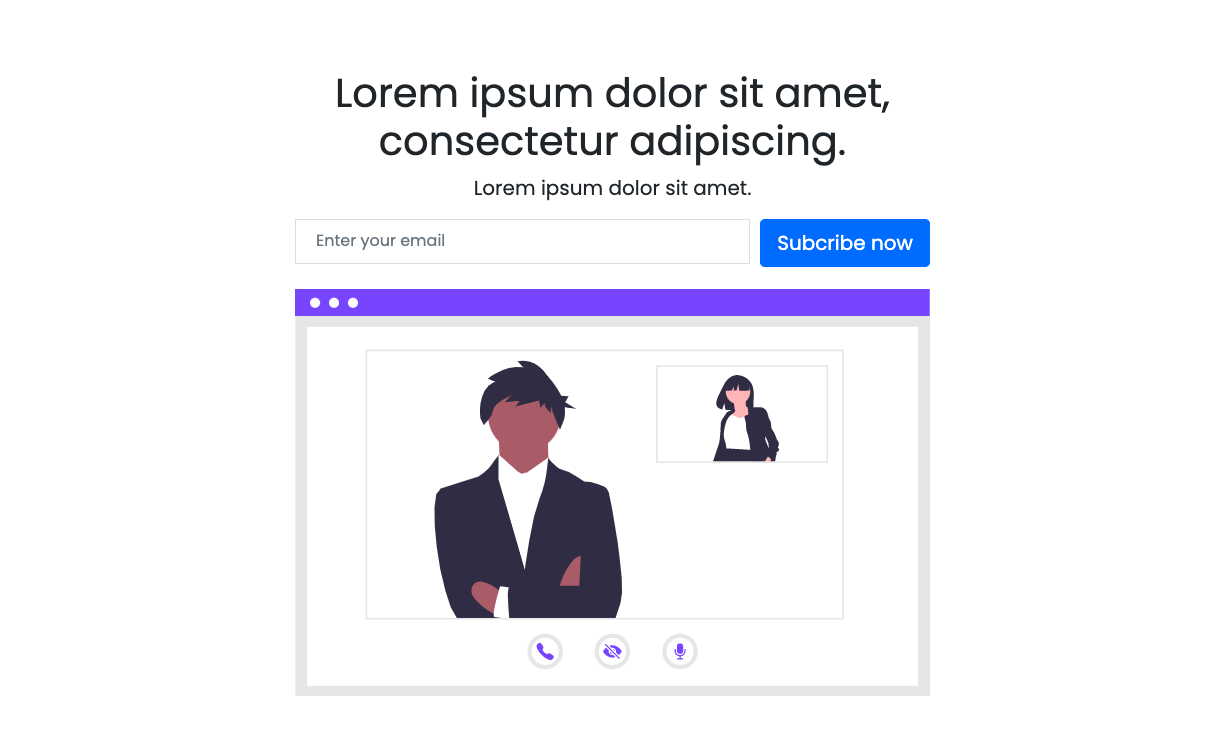 Lorem ipsum dolor sit amet,
consectetur adipiscing.
Lorem ipsum dolor sit amet.
Enter your email
Subcribe now